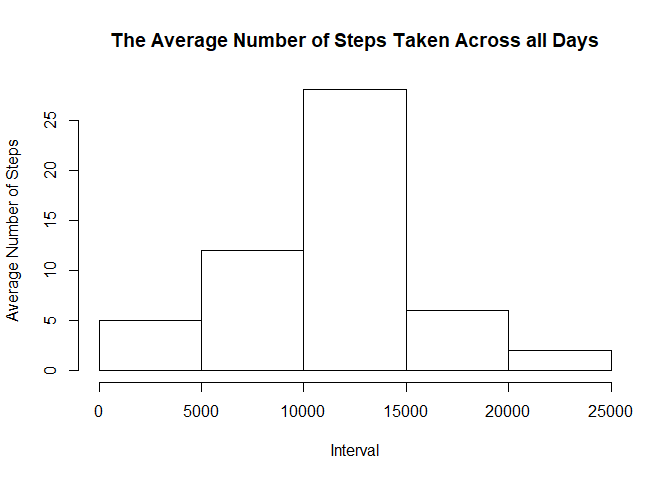 The Average Number of Steps Taken Across all Days
Average Number of Steps
25
20
15
10
5
0
0 5000 10000 15000 20000 25000
Interval